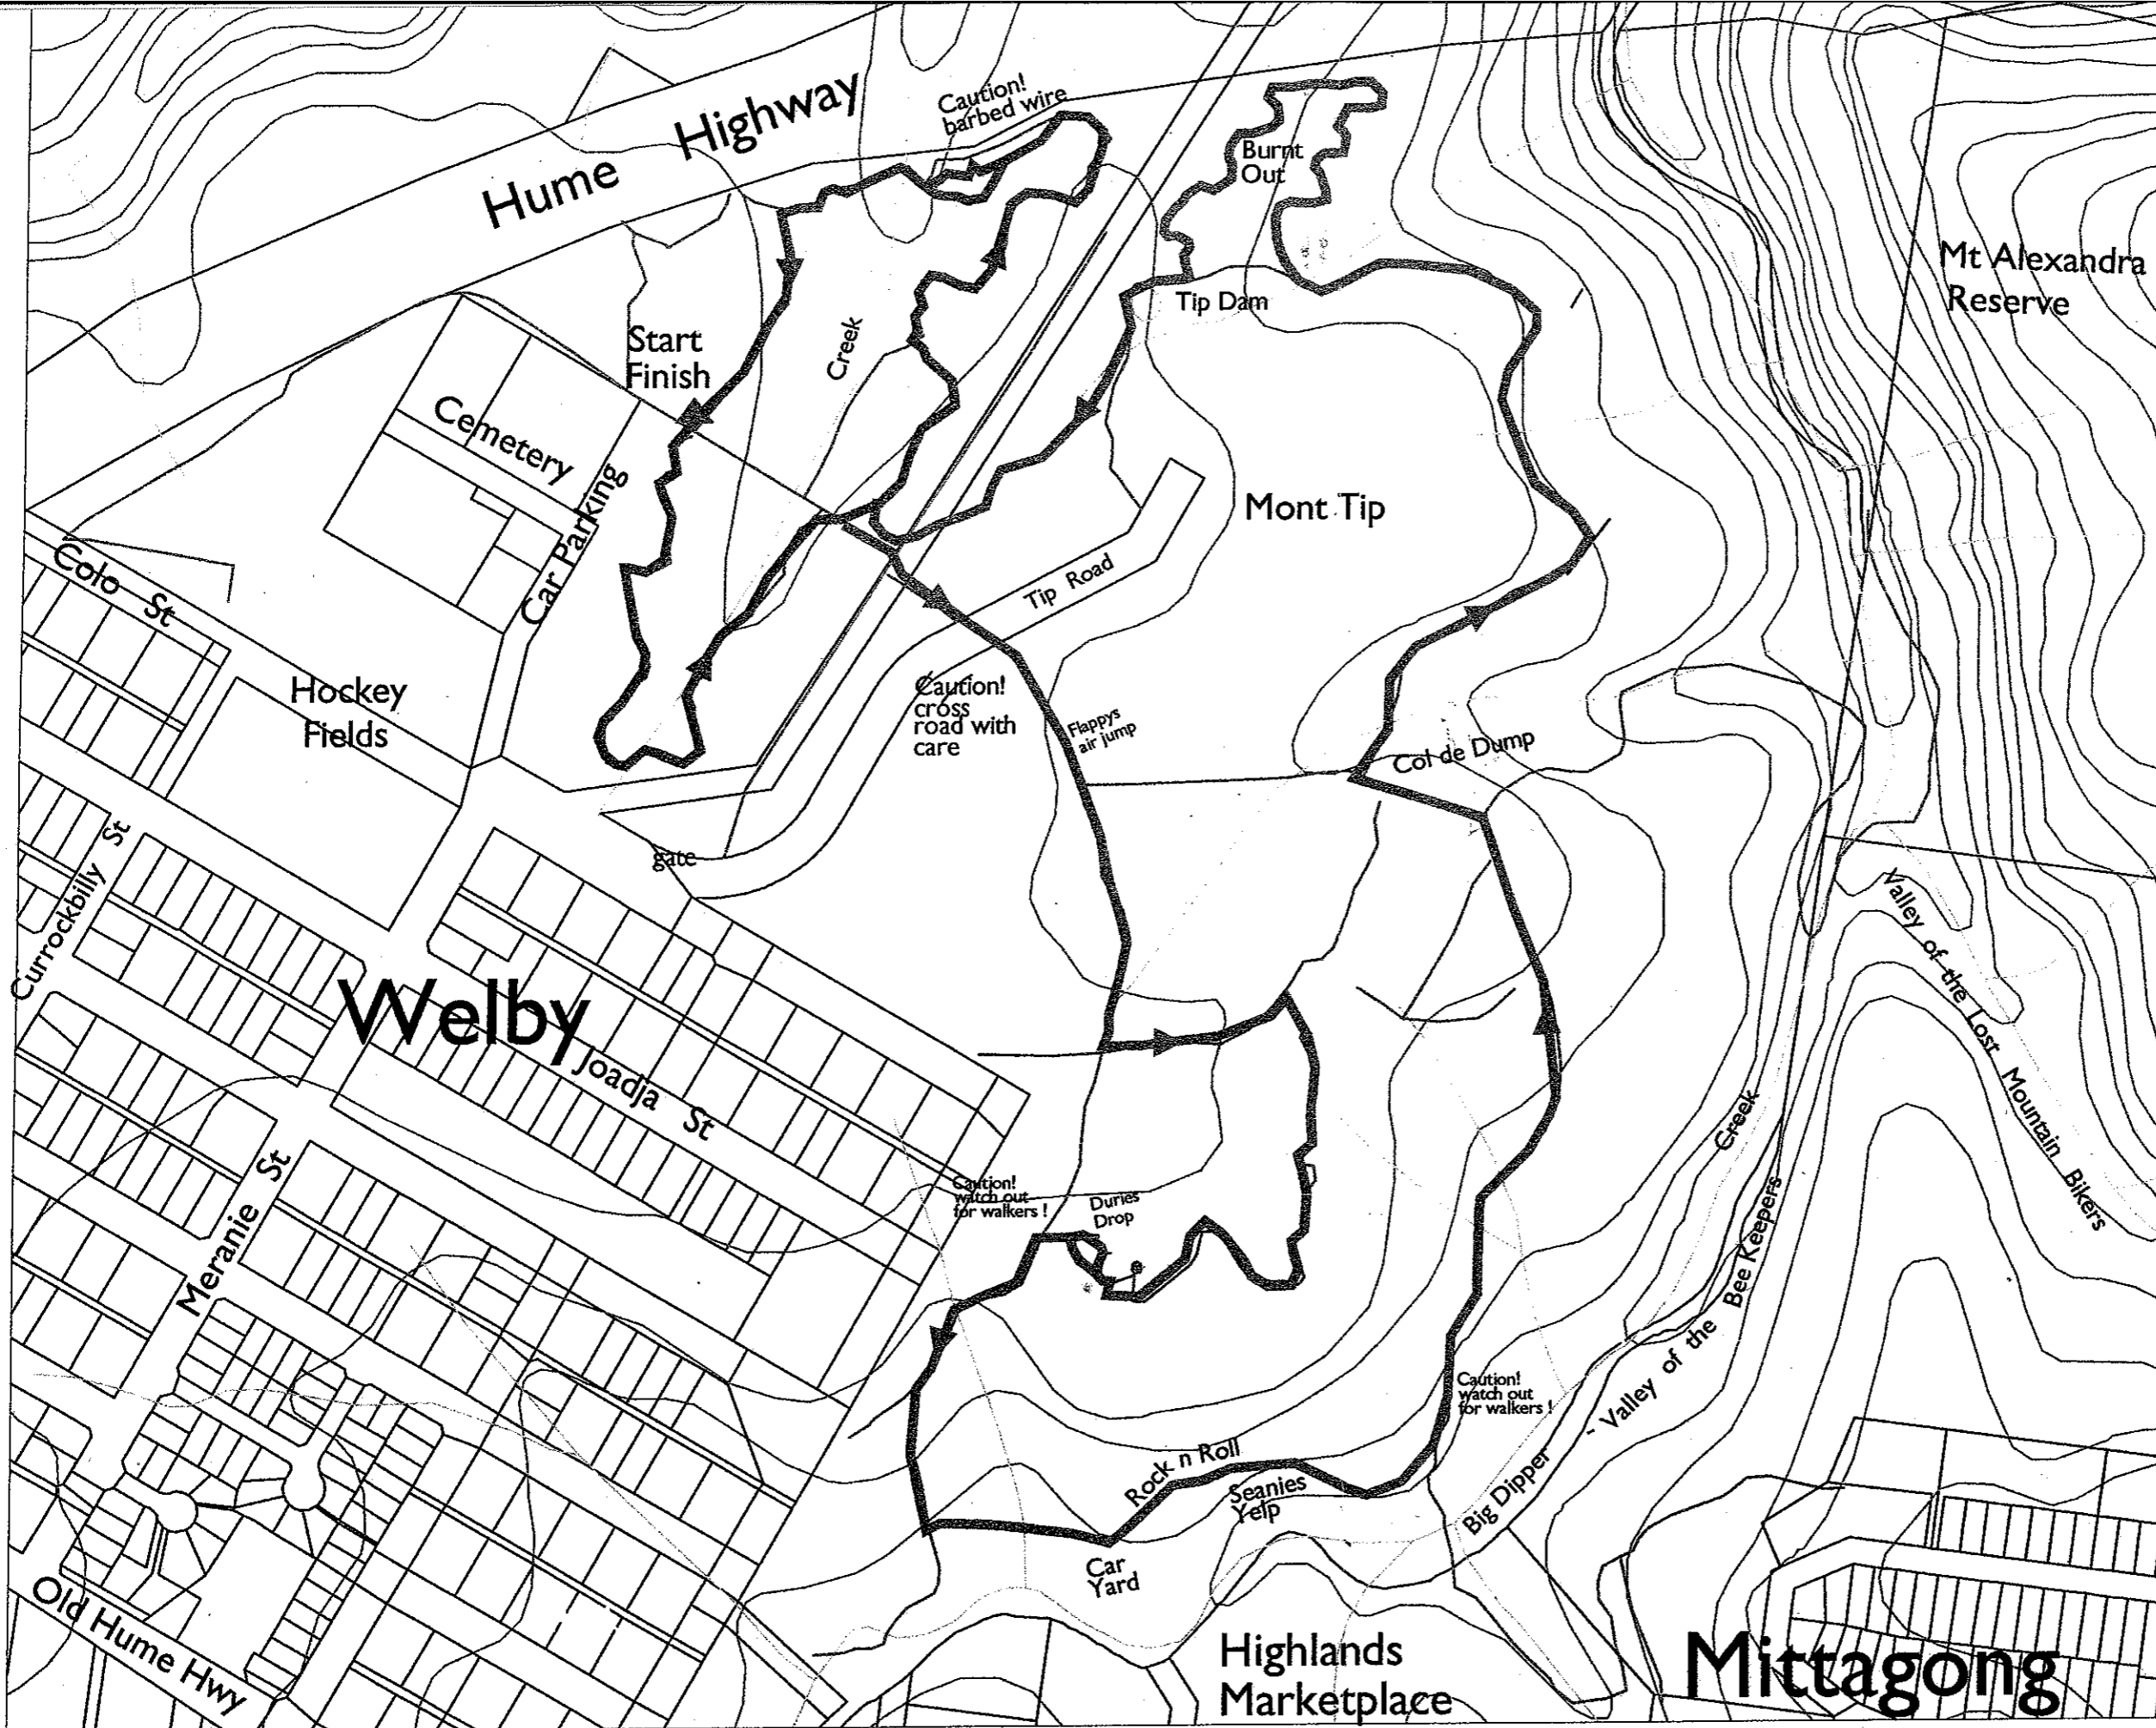 Caution!
barbed wire
Hume Highway
Burnt
Out
Mt Alexandra
Reserve
Tip Dam
Start
Finish
Creek
Cemetery
Car Parking
Mont Tip
Colo St
Tip Road
Hockey
Fields
Caution!
cross
road with
care
Flappys
air jump
Col de Dump
gate
Currockbilly St
Valley of the Lost Mountain Bikers
Welby
Joadja St
Creek
Meranie St
Caution!
watch out
for walkers !
Duries
Drop
Caution!
watch out
for walkers !
Big Dipper - Valley of the Bee Keepers
Rock n Roll
Seanies
Yelp
Car
Yard
Old Hume Hwy
Highlands
Marketplace
Mittagong